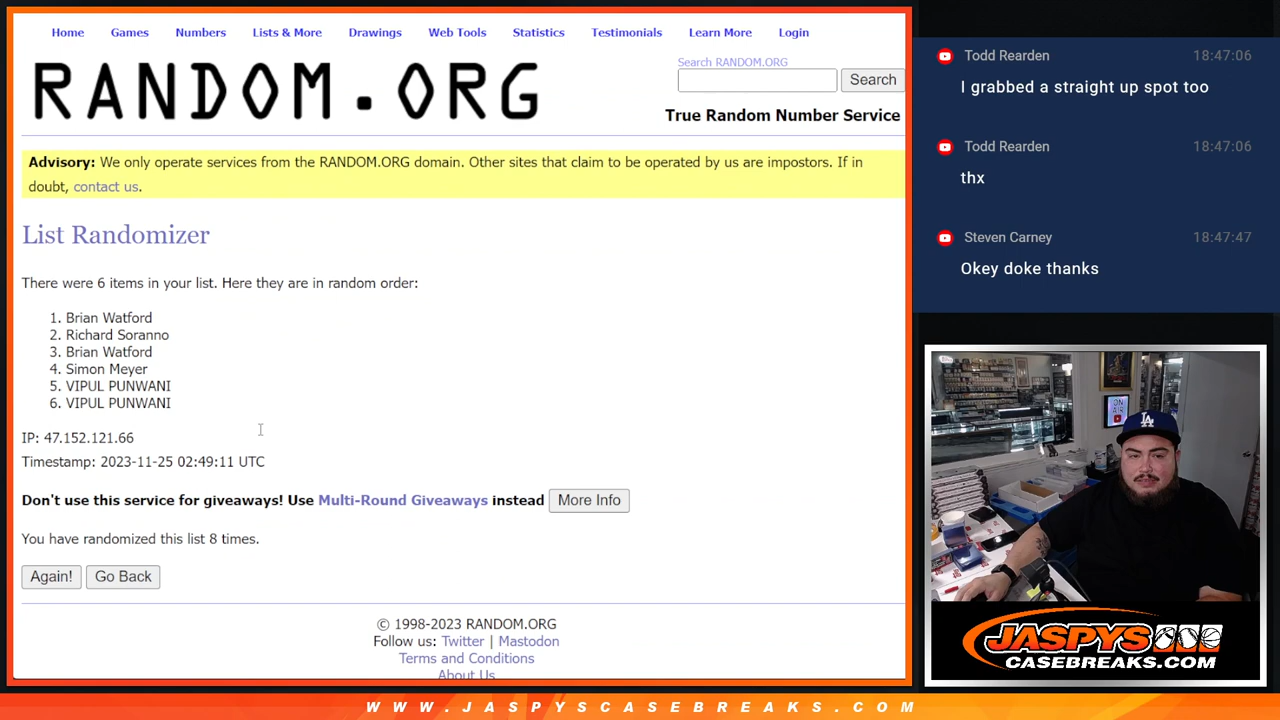 Home Games Numbers Lists & More Drawings Web Tools Statistics Testimonials Learn More Login
RANDOM.ORG
Search RANDOM.ORG
Search
True Random Number Service
Advisory: We only operate services from the RANDOM.ORG domain. Other sites that claim to be operated by us are impostors. If in
doubt, contact us.
List Randomizer
There were 6 items in your list. Here they are in random order:
1. Brian Watford
2. Richard Soranno
3. Brian Watford
4. Simon Meyer
5. VIPUL PUNWANI
6. VIPUL PUNWANI
IP: 47.152.121.66
Timestamp: 2023-11-25 02:49:11 UTC
Don't use this service for giveaways! Use Multi-Round Giveaways instead More Info
You have randomized this list 8 times.
Again! Go Back
© 1998-2023 RANDOM.ORG
Follow us: Twitter | Mastodon
Terms and Conditions
About Us
Todd Rearden 18:47:06
I grabbed a straight up spot too
Todd Rearden 18:47:06
thx
Steven Carney 18:47:47
Okey doke thanks
ON
AIR
LA
JASPYS
CASEBREAKS.COM
WWW.JASPYSCASEBREAKS.COM